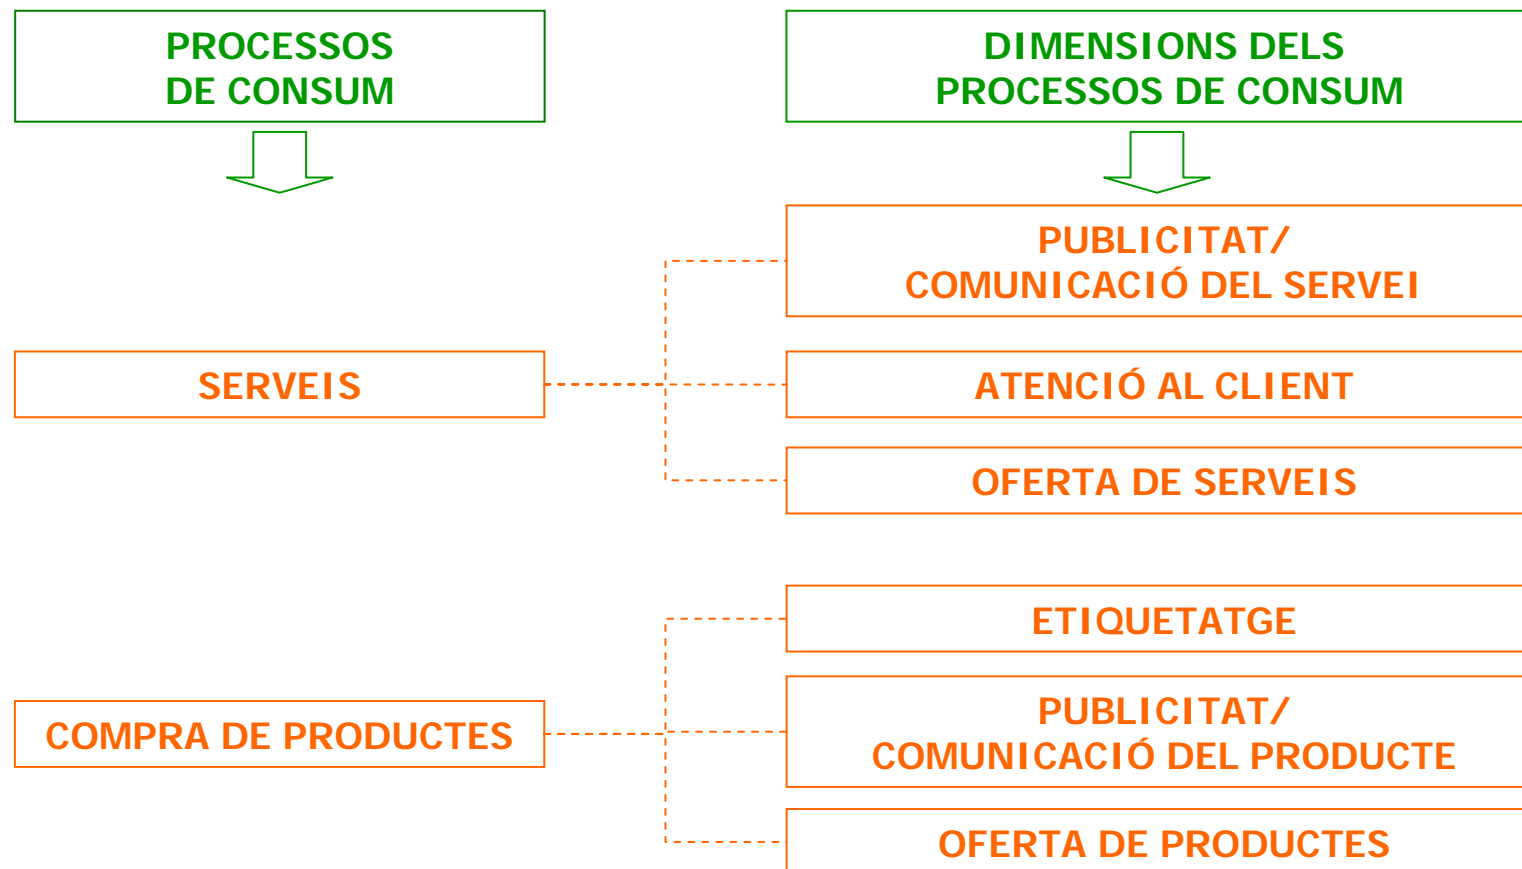 PROCESSOS
DE CONSUM
DIMENSIONS DELS
PROCESSOS DE CONSUM
PUBLICITAT/
COMUNICACIÓ DEL SERVEI
SERVEIS
ATENCIÓ AL CLIENT
OFERTA DE SERVEIS
ETIQUETATGE
COMPRA DE PRODUCTES
PUBLICITAT/
COMUNICACIÓ DEL PRODUCTE
OFERTA DE PRODUCTES